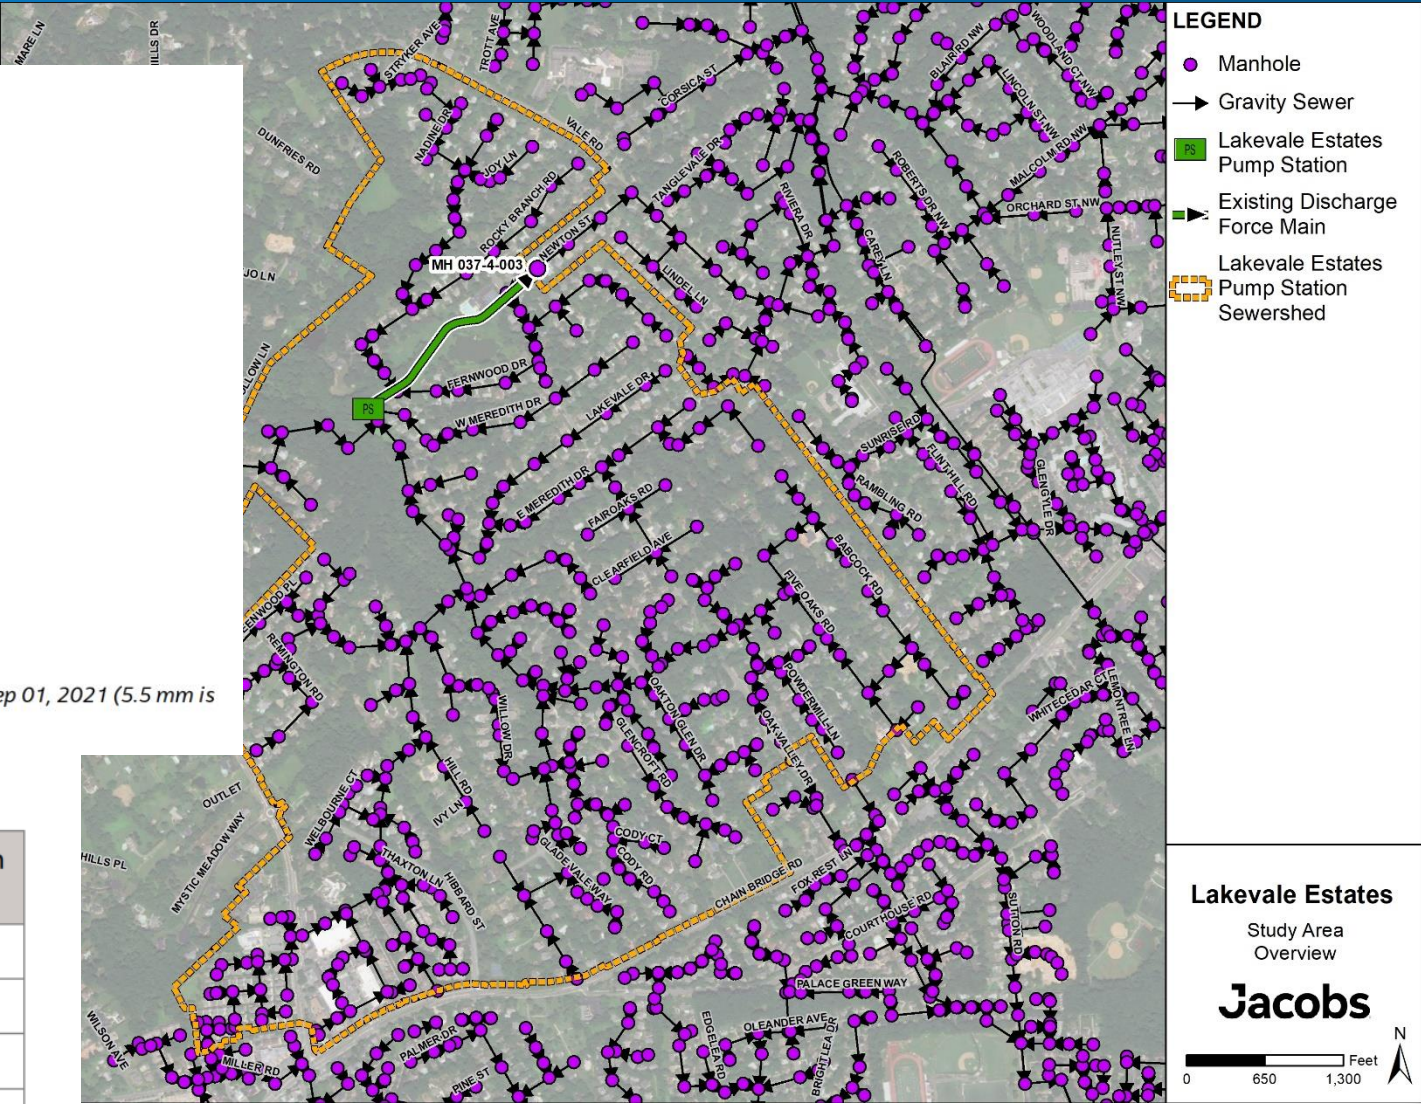 MARE LN
HILLS DR
STRYKER AVE
TROTT AVE
CORSICA ST
BLAIR RD NW
WOODLAND CT NW
LINCOLN ST NW
MALCOLM RD NW
DUNFRIES RD
NADINE DR
VALE RD
JOY LN
TANGLEVALE DR
ROBERTS DR NW
ROCKY BRANCH RD
RIVIERA DR
ORCHARD ST NW
NEWTON ST
CAREY LN
NUTLEY ST NW
MH 037-4-003
JO LN
LINDEL LN
FERNWOOD DR
PS
W MEREDITH DR
LAKEVALE DR
SUNRISE RD
FLINT HILL RD
E MEREDITH DR
FAIROAKS RD
RAMBLING RD
GLENGYLE DR
CLEARFIELD AVE
BABCOCK RD
FIVE OAKS RD
REMINGTON RD
ep 01, 2021 (5.5 mm is
WILLOW DR
OAKTON GLEN DR
POWDERMILL LN
OAK VALLEY DR
GLENCROFT RD
WHITECEDAR CT
LEMONTREE LN
OUTLET
HILL RD
WELBOURNE CT
IVY LN
MYSTIC MEADOW WAY
HILLS PL
THAXTON LN
HIBBARD ST
CODY CT
CODY RD
GLADE VALE WAY
CHAIN BRIDGE RD
FOX REST LN
COURTHOUSE RD
SUTTON RD
PALACE GREEN WAY
WILSON AVE
MILLER RD
PALMER DR
PINE ST
EDGELEA RD
OLEANDER AVE
BRIGHTLEA DR
LEGEND
Manhole
Gravity Sewer
PS
Lakevale Estates
Pump Station
Existing Discharge
Force Main
Lakevale Estates
Pump Station
Sewershed
Lakevale Estates
Study Area
Overview
Jacobs
N
Feet
0 650 1,300